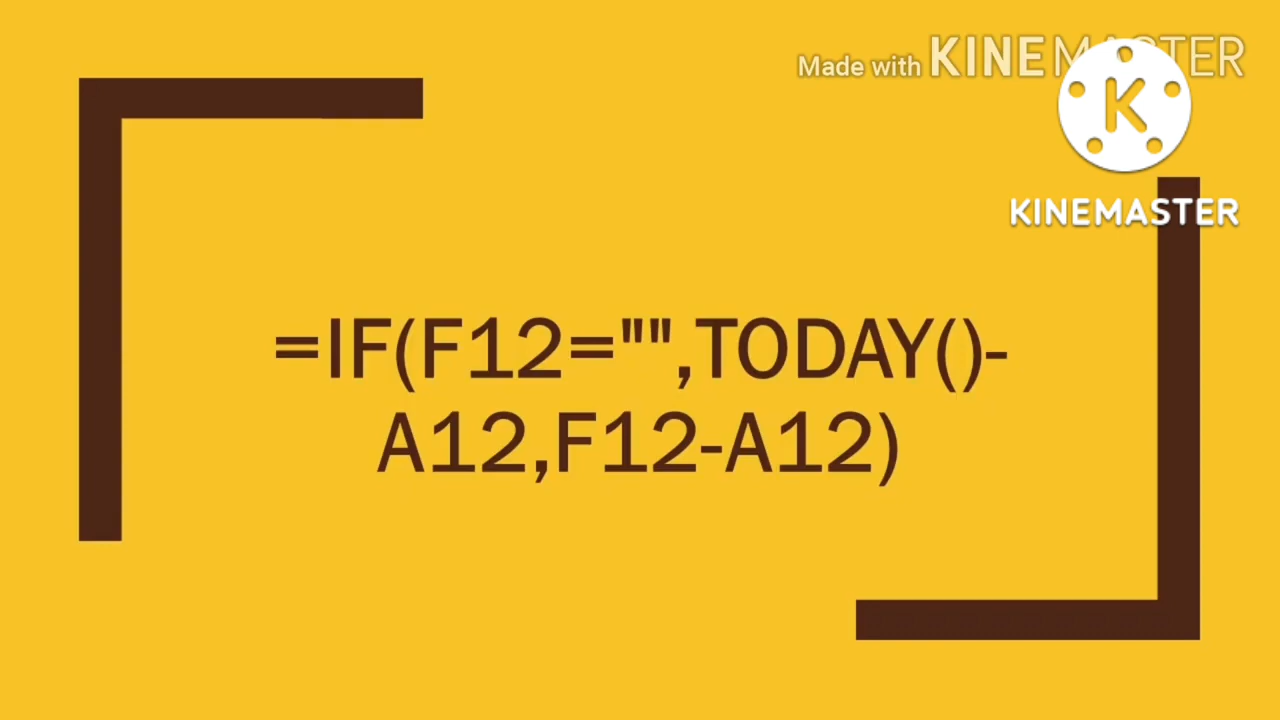 Made with KINEMASTER
K
KINEMASTER
=IF(F12="",TODAY()-
A12,F12-A12)